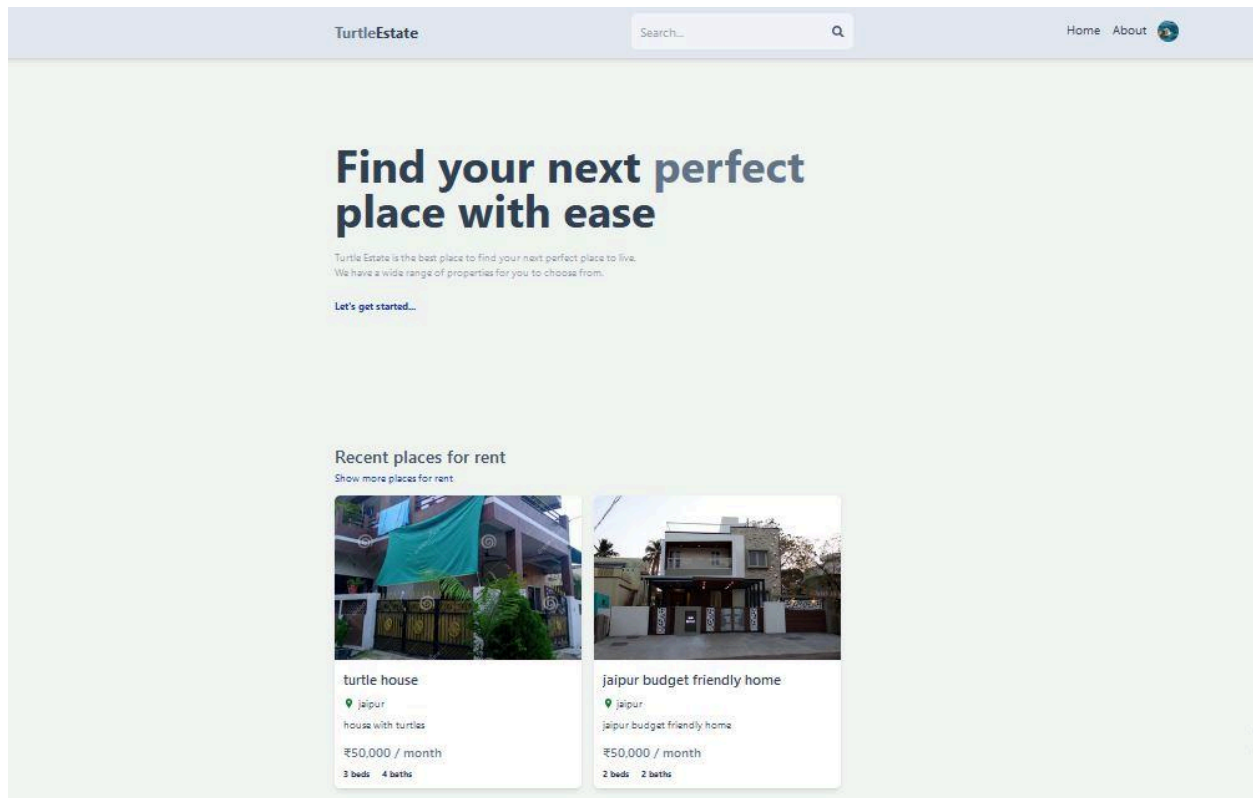 TurtleEstate
Search...
Home About
Find your next perfect
place with ease
Turtle Estate is the best place to find your next perfect place to live.
We have a wide range of properties for you to choose from.
Let's get started...
Recent places for rent
Show more places for rent
turtle house
jaipur
house with turtles
₹50,000 / month
3 beds 4 baths
jaipur budget friendly home
jaipur
jaipur budget friendly home
₹50,000 / month
2 beds 2 baths